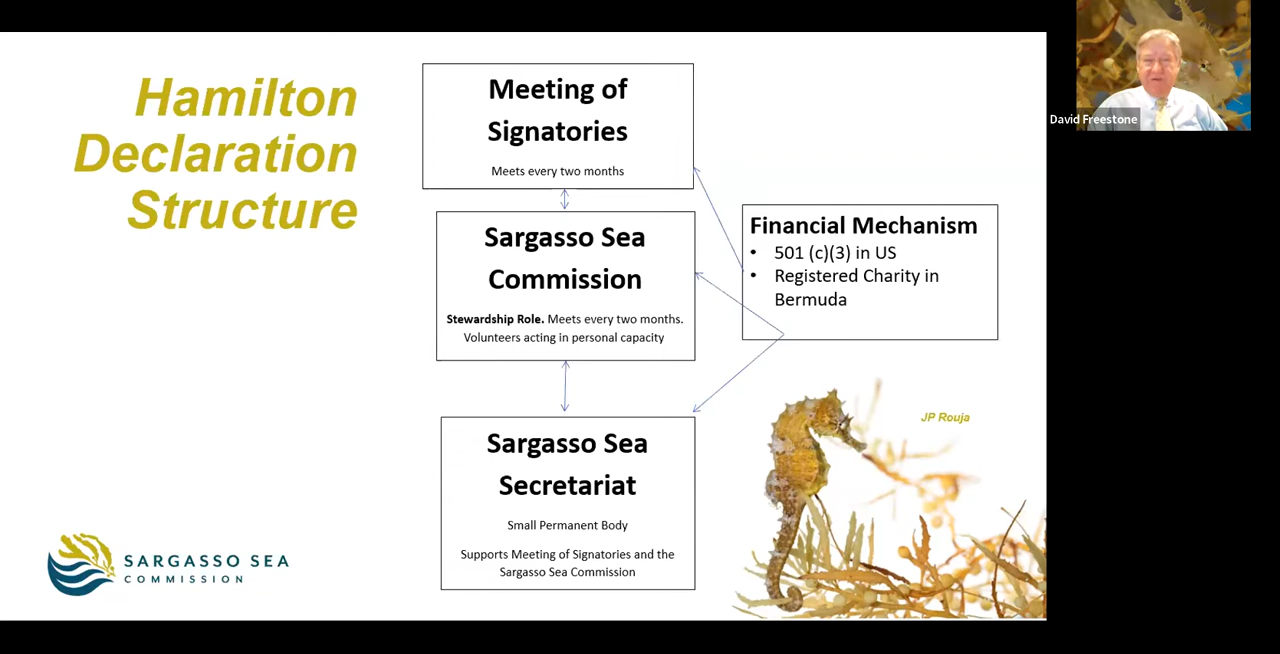 Hamilton
Declaration
Structure
Meeting of
Signatories
Meets every two months
Sargasso Sea
Commission
Stewardship Role. Meets every two months.
Volunteers acting in personal capacity
Sargasso Sea
Secretariat
Small Permanent Body
Supports Meeting of Signatories and the
Sargasso Sea Commission
Financial Mechanism
• 501 (c)(3) in US
• Registered Charity in
Bermuda
JP Rouja
SARGASSO SEA
COMMISSION
David Freestone